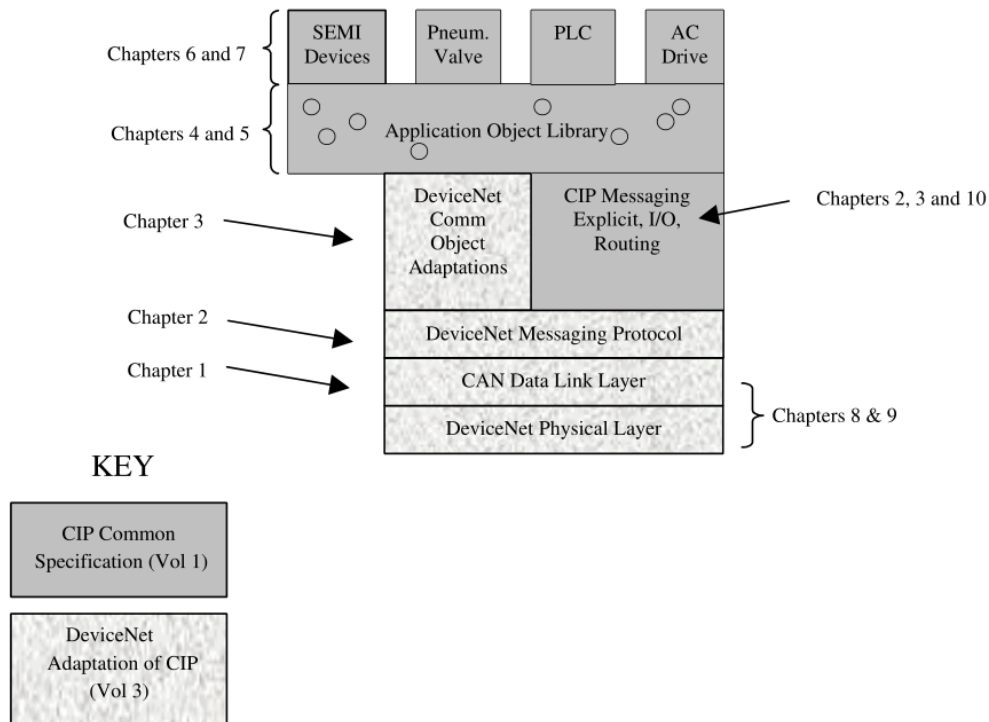 Chapters 6 and 7
SEMI
Devices
Pneum.
Valve
PLC
AC
Drive
Chapters 4 and 5
Application Object Library
Chapter 3
DeviceNet
Comm
Object
Adaptations
CIP Messaging
Explicit, I/O,
Routing
Chapters 2, 3 and 10
Chapter 2
DeviceNet Messaging Protocol
Chapter 1
CAN Data Link Layer
DeviceNet Physical Layer
Chapters 8 & 9
KEY
CIP Common
Specification (Vol 1)
DeviceNet
Adaptation of CIP
(Vol 3)